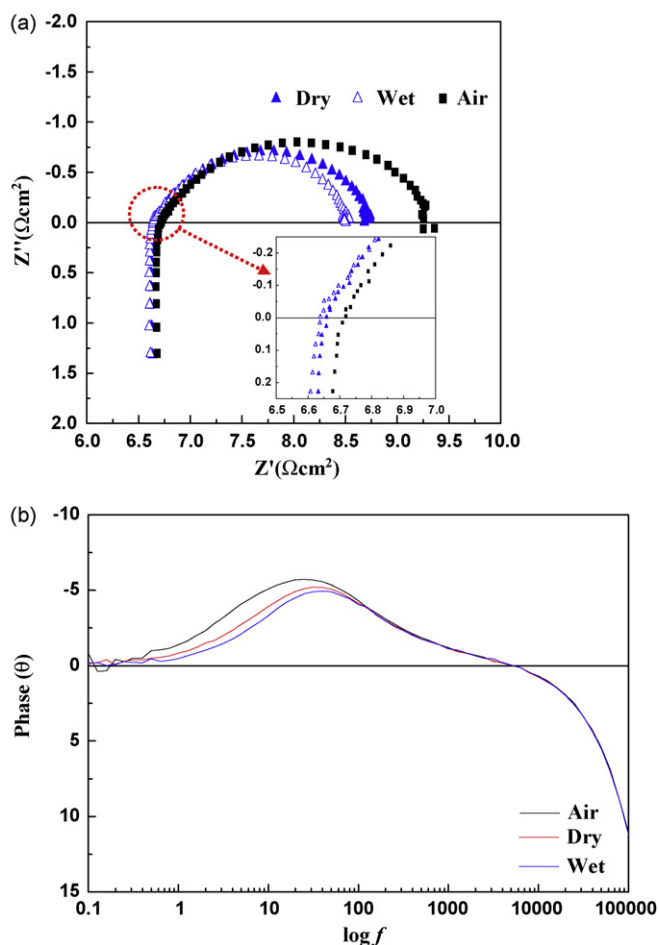 (a)
-2.0
-1.5
-1.0
-0.5
0.0
0.5
1.0
1.5
2.0
Z''(Ωcm²)
Dry Wet Air
-0.2
-0.1
0.0
0.1
0.2
6.5 6.6 6.7 6.8 6.9 7.0
6.0 6.5 7.0 7.5 8.0 8.5 9.0 9.5 10.0
Z'(Ωcm²)
(b)
-10
-5
0
5
10
15
Phase (θ)
Air
Dry
Wet
0.1 1 10 100 1000 10000 100000
log f